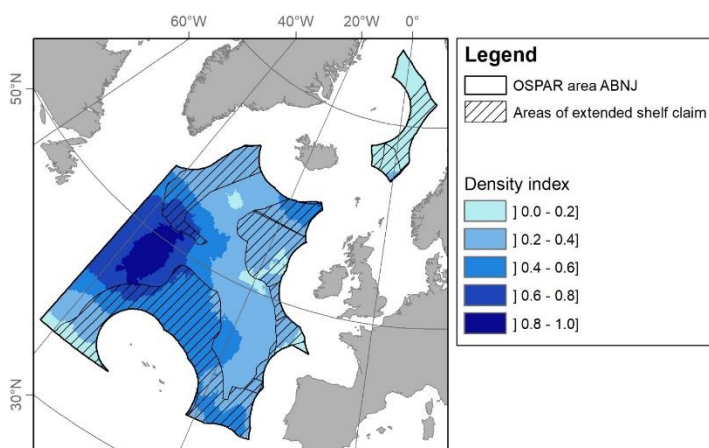 60°W
40°W
20°W
0°
50°N
30°N
Legend
OSPAR area ABNJ
Areas of extended shelf claim
Density index
] 0.0 - 0.2]
] 0.2 - 0.4]
] 0.4 - 0.6]
] 0.6 - 0.8]
] 0.8 - 1.0]